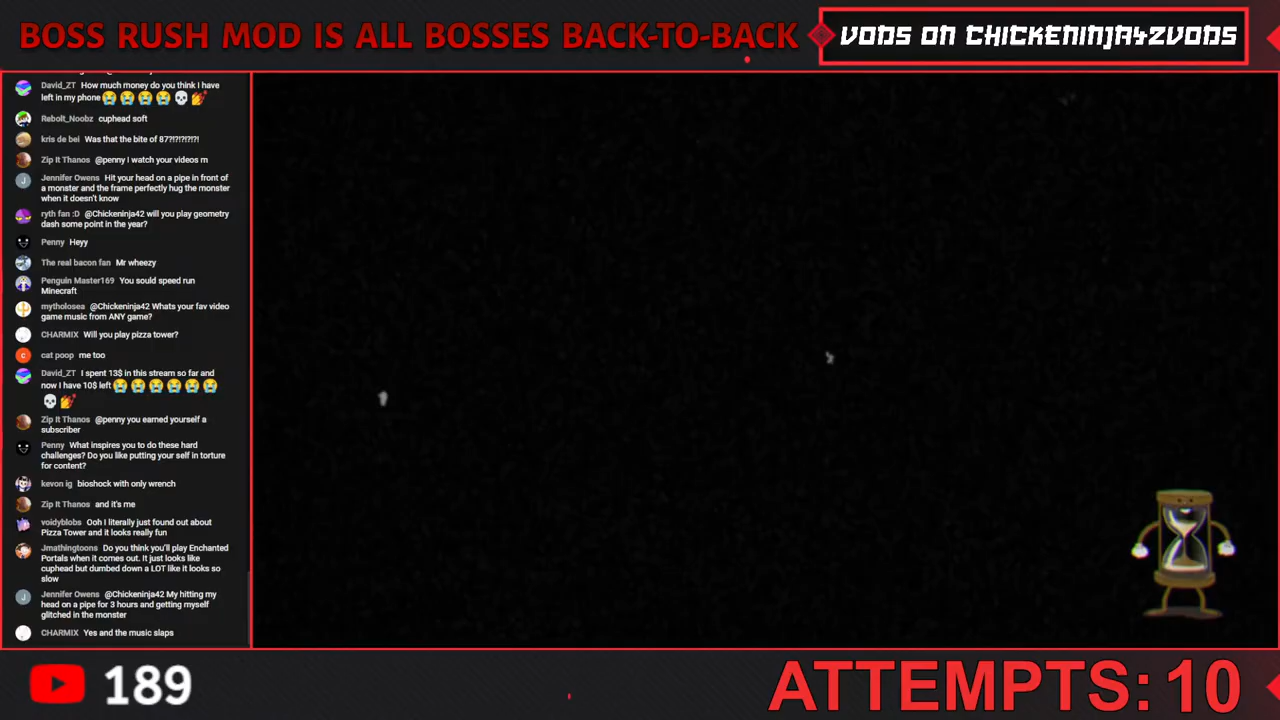 BOSS RUSH MOD IS ALL BOSSES BACK-TO-BACK
VODS ON CHICKENINJA42VODS
David_ZT How much money do you think I have
left in my phone😭😭😭😭💀💅
Rebolt_Noobz cuphead soft
kris de bei Was that the bite of 87?!?!?!?!?!
Zip It Thanos @penny I watch your videos m
Jennifer Owens Hit your head on a pipe in front of
a monster and the frame perfectly hug the monster
when it doesn't know
ryth fan :D @Chickeninja42 will you play geometry
dash some point in the year?
Penny Heyy
The real bacon fan Mr wheezy
Penguin Master169 You sould speed run
Minecraft
mytholosea @Chickeninja42 Whats your fav video
game music from ANY game?
CHARMIX Will you play pizza tower?
cat poop me too
David_ZT I spent 13$ in this stream so far and
now I have 10$ left😭😭😭😭😭😭
💀💅
Zip It Thanos @penny you earned yourself a
subscriber
Penny What inspires you to do these hard
challenges? Do you like putting your self in torture
for content?
kevon ig bioshock with only wrench
Zip It Thanos and it's me
voidyblobs Ooh I literally just found out about
Pizza Tower and it looks really fun
Jmathingtoons Do you think you'll play Enchanted
Portals when it comes out. It just looks like
cuphead but dumbed down a LOT like it looks so
slow
Jennifer Owens @Chickeninja42 My hitting my
head on a pipe for 3 hours and getting myself
glitched in the monster
CHARMIX Yes and the music slaps
189
ATTEMPTS: 10